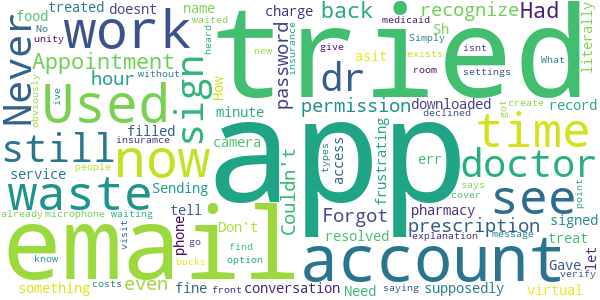 food treated doesnt charge name back recognize Had medicaid No
unity work tried waited heard insurance Simply exists Sh literally
Never Appointment sign password dr What isnt
obviously ive hour How new give room settings
Used minute permission downloaded asit without declined got create record
still filled now camera app Couldn't access frustrating time
service Sending err doctor
waste Forgot types pharmacy see says people cover point
insuramce tell Don't resolved prescription signed
already microphone waiting email phone go find conversation account explanation message treat
know visit option Need Gave verify let
something costs even fine bucks front saying supposedly virtual